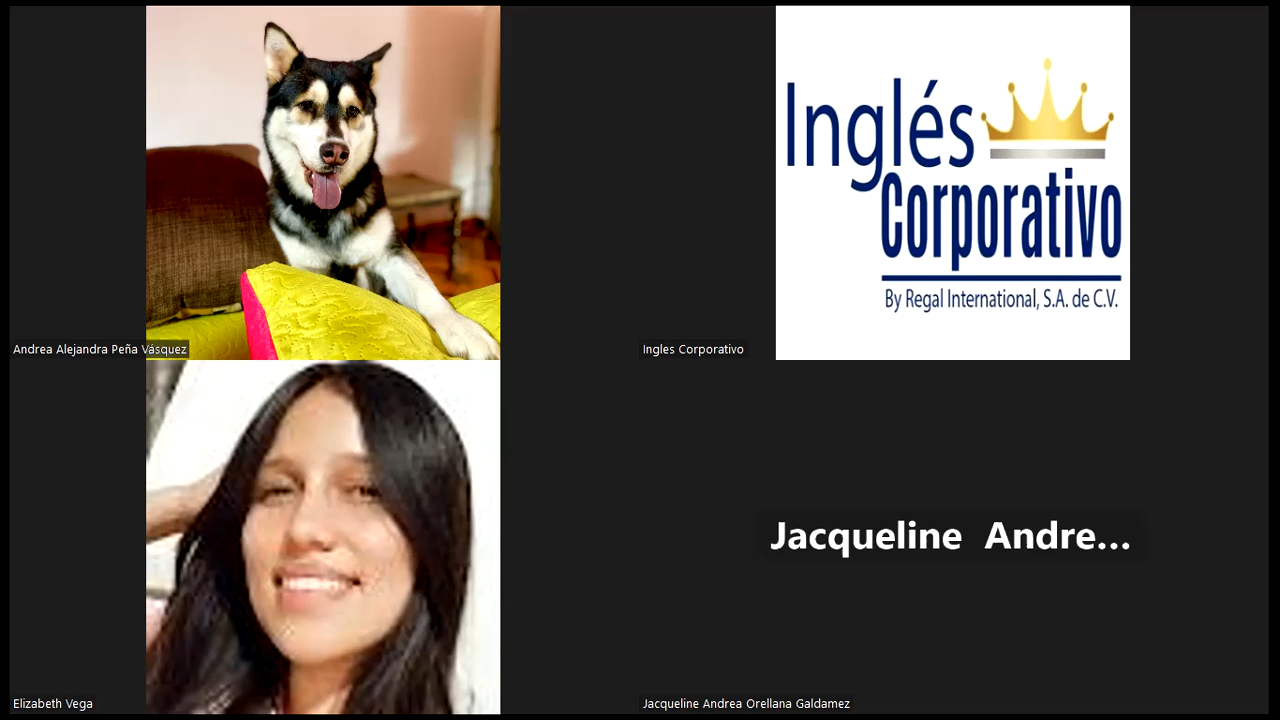 Inglés
Corporativo
By Regal International, S.A. de C.V.
Andrea Alejandra Peña Vásquez
Ingles Corporativo
Jacqueline Andre...
Elizabeth Vega
Jacqueline Andrea Orellana Galdamez